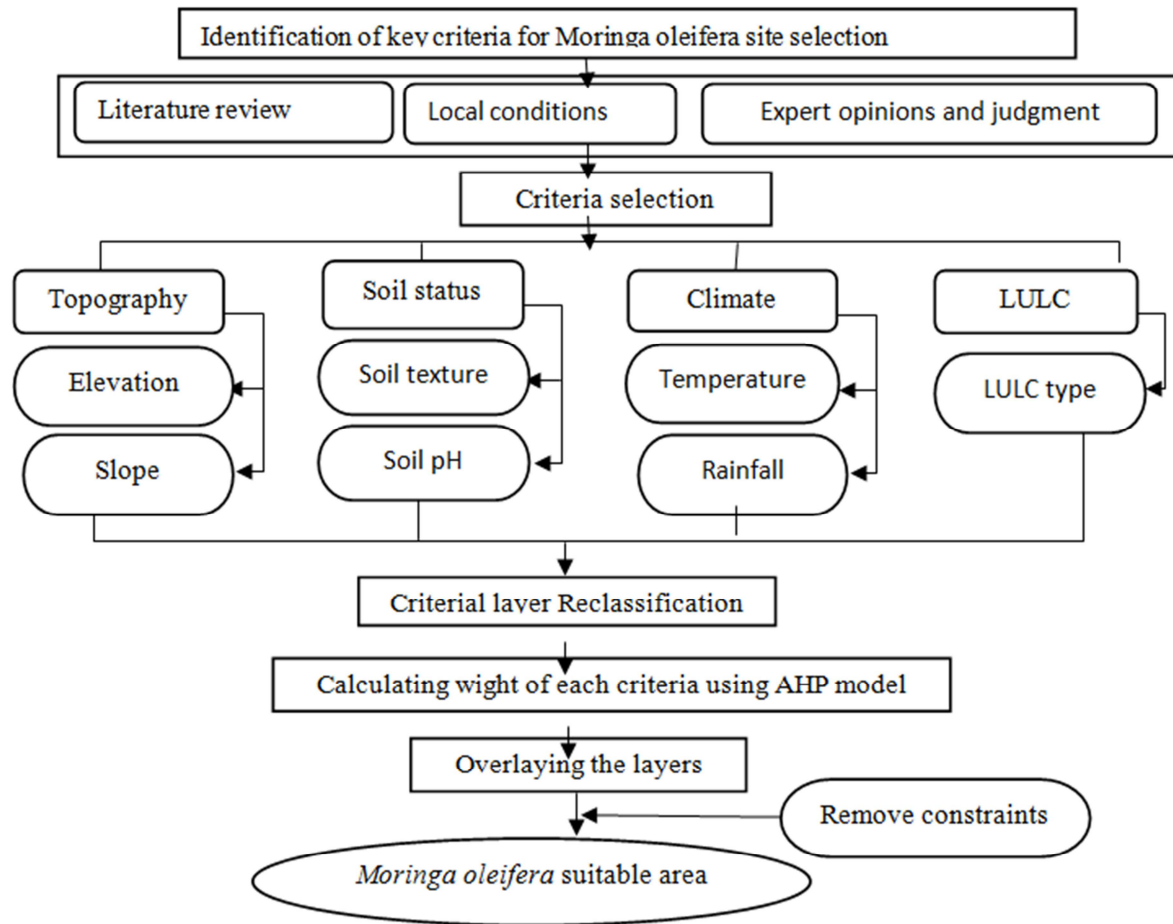 Identification of key criteria for Moringa oleifera site selection
Literature review
Local conditions
Expert opinions and judgment
Criteria selection
Topography
Soil status
Climate
LULC
Elevation
Soil texture
Temperature
LULC type
Slope
Soil pH
Rainfall
Criterial layer Reclassification
Calculating wight of each criteria using AHP model
Overlaying the layers
Remove constraints
Moringa oleifera suitable area